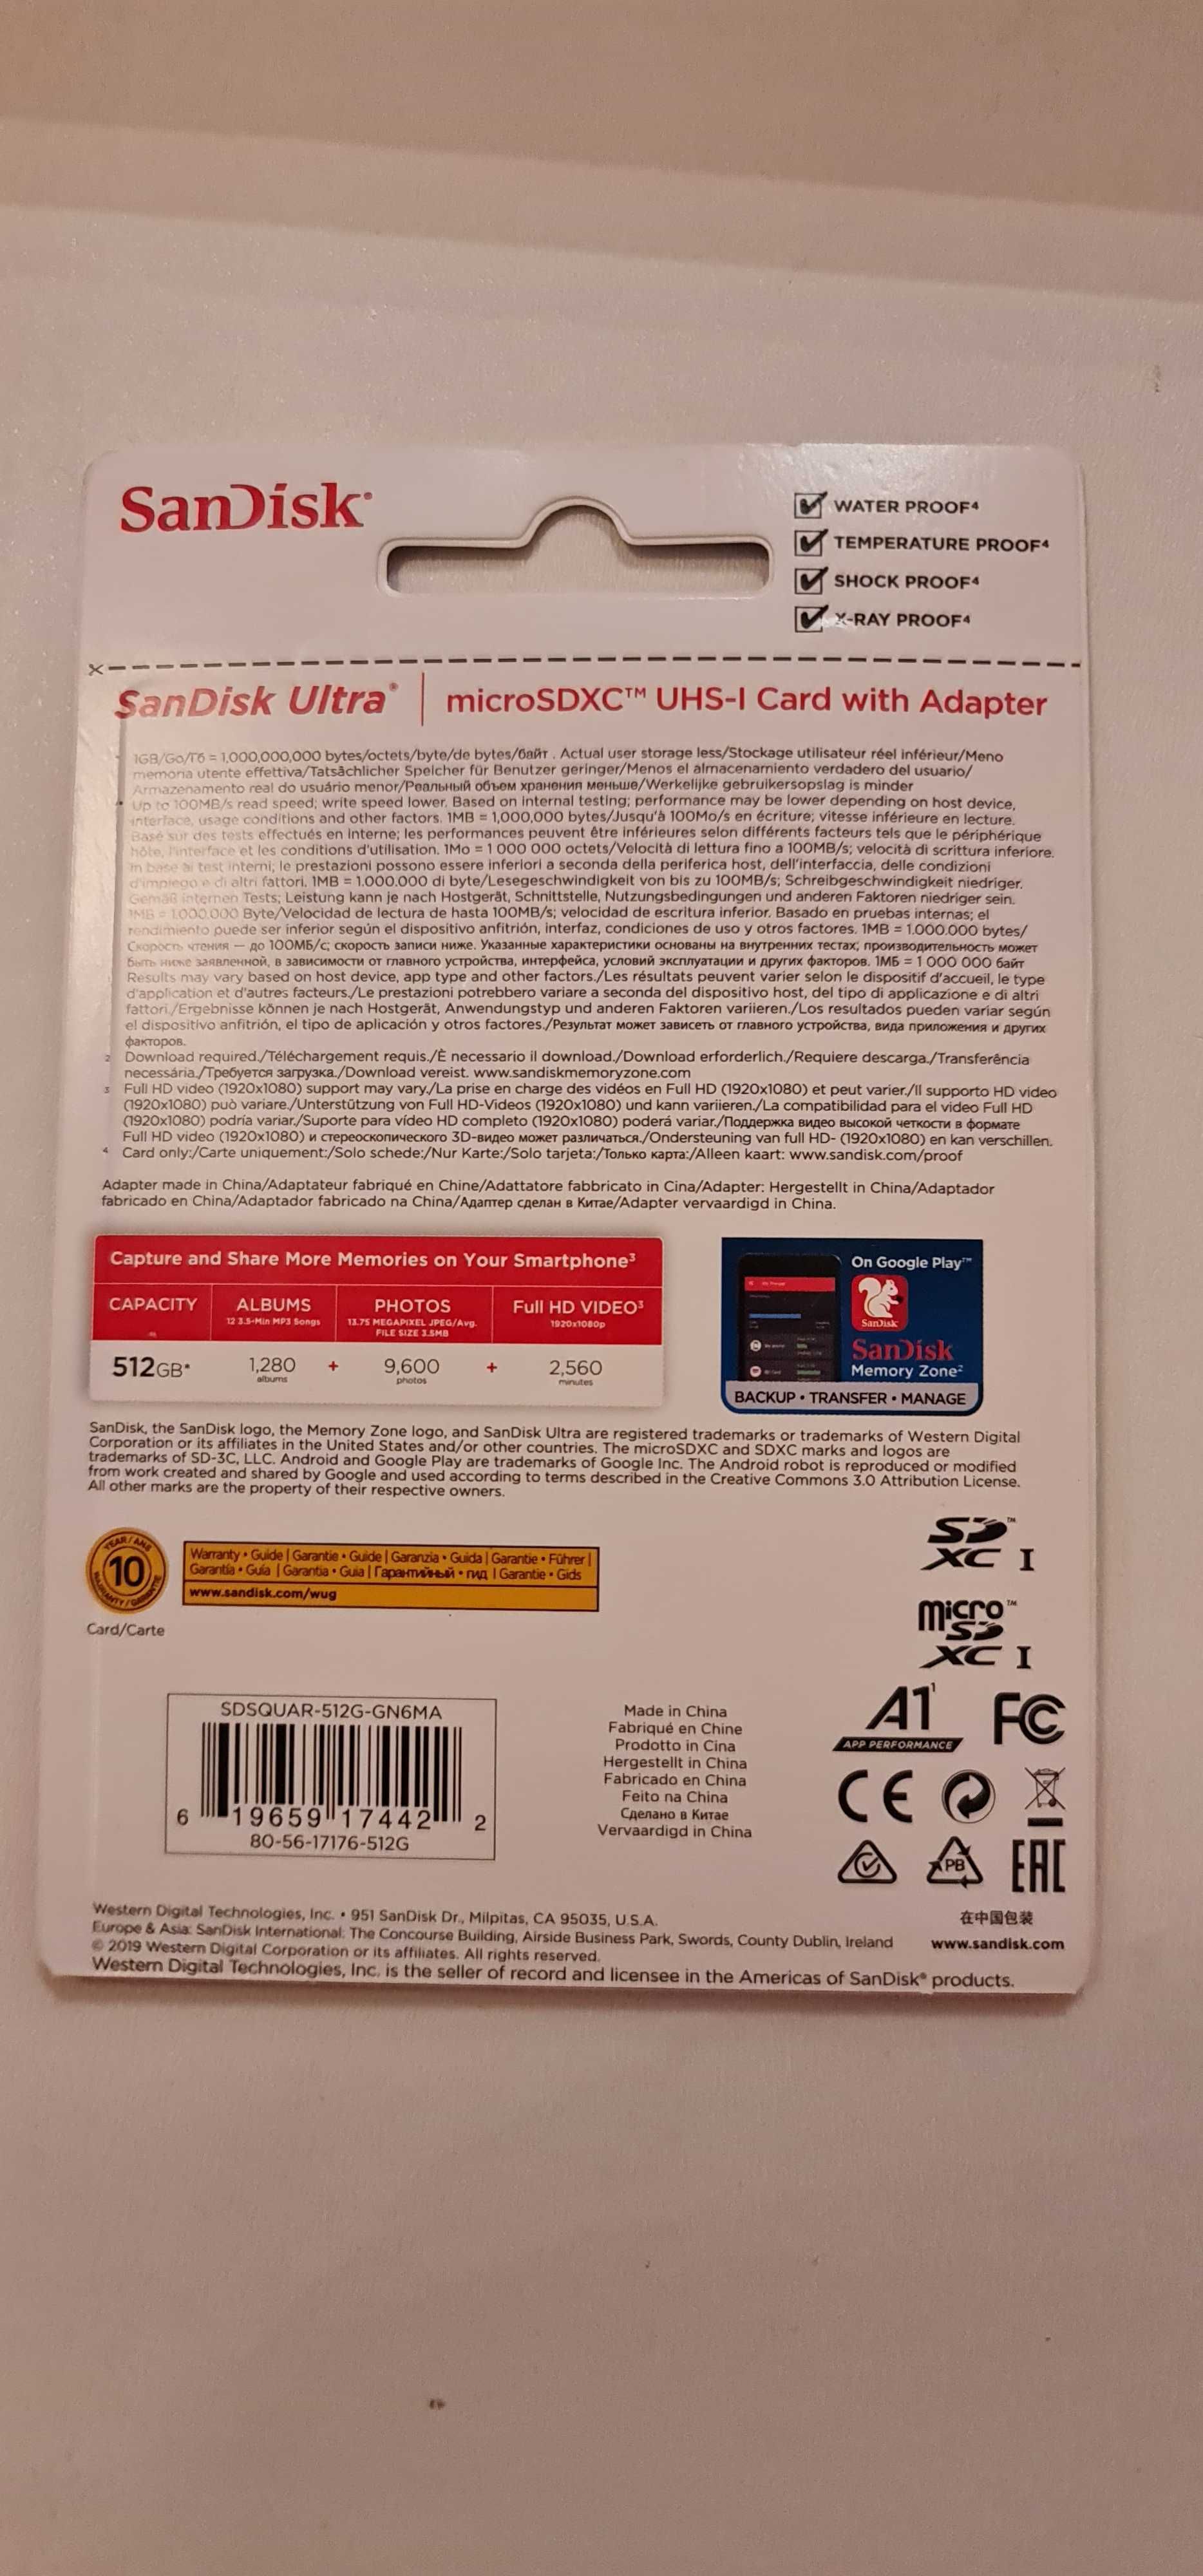 SanDisk®
WATER PROOF⁴
TEMPERATURE PROOF⁴
SHOCK PROOF⁴
X-RAY PROOF⁴
SanDisk Ultra® | microSDXC™ UHS-I Card with Adapter
* 1GB/Go/Гб = 1,000,000,000 bytes/octets/byte/de bytes/байт . Actual user storage less/Stockage utilisateur réel inférieur/Meno
memoria utente effettiva/Tatsächlicher Speicher für Benutzer geringer/Menos el almacenamiento verdadero del usuario/
Armazenamento real do usuário menor/Реальный объем хранения меньше/Werkelijke gebruikersopslag is minder
Up to 100MB/s read speed; write speed lower. Based on internal testing; performance may be lower depending on host device,
interface, usage conditions and other factors. 1MB = 1,000,000 bytes/Jusqu'à 100Mo/s en écriture; vitesse inférieure en lecture.
Basé sur des tests effectués en interne; les performances peuvent être inférieures selon différents facteurs tels que le périphérique
hôte, l'interface et les conditions d'utilisation. 1Mo = 1 000 000 octets/Velocità di lettura fino a 100MB/s; velocità di scrittura inferiore.
In base ai test interni; le prestazioni possono essere inferiori a seconda della periferica host, dell'interfaccia, delle condizioni
d'impiego e di altri fattori. 1MB = 1.000.000 di byte/Lesegeschwindigkeit von bis zu 100MB/s; Schreibgeschwindigkeit niedriger.
Gemäß internen Tests; Leistung kann je nach Hostgerät, Schnittstelle, Nutzungsbedingungen und anderen Faktoren niedriger sein.
1MB = 1.000.000 Byte/Velocidad de lectura de hasta 100MB/s; velocidad de escritura inferior. Basado en pruebas internas; el
rendimiento puede ser inferior según el dispositivo anfitrión, interfaz, condiciones de uso y otros factores. 1MB = 1.000.000 bytes/
Скорость чтения — до 100МБ/с; скорость записи ниже. Указанные характеристики основаны на внутренних тестах; производительность может
быть ниже заявленной, в зависимости от главного устройства, интерфейса, условий эксплуатации и других факторов. 1МБ = 1 000 000 байт
Results may vary based on host device, app type and other factors./Les résultats peuvent varier selon le dispositif d'accueil, le type
d'application et d'autres facteurs./Le prestazioni potrebbero variare a seconda del dispositivo host, del tipo di applicazione e di altri
fattori./Ergebnisse können je nach Hostgerät, Anwendungstyp und anderen Faktoren variieren./Los resultados pueden variar según
el dispositivo anfitrión, el tipo de aplicación y otros factores./Результат может зависеть от главного устройства, вида приложения и других
факторов.
2 Download required./Téléchargement requis./È necessario il download./Download erforderlich./Requiere descarga./Transferência
necessária./Требуется загрузка./Download vereist. www.sandiskmemoryzone.com
3 Full HD video (1920x1080) support may vary./La prise en charge des vidéos en Full HD (1920x1080) et peut varier./Il supporto HD video
(1920x1080) può variare./Unterstützung von Full HD-Videos (1920x1080) und kann variieren./La compatibilidad para el video Full HD
(1920x1080) podría variar./Suporte para vídeo HD completo (1920x1080) poderá variar./Поддержка видео высокой четкости в формате
Full HD video (1920x1080) и стереоскопического 3D-видео может различаться./Ondersteuning van full HD- (1920x1080) en kan verschillen.
4 Card only:/Carte uniquement:/Solo schede:/Nur Karte:/Solo tarjeta:/Только карта:/Alleen kaart: www.sandisk.com/proof
Adapter made in China/Adaptateur fabriqué en Chine/Adattatore fabbricato in Cina/Adapter: Hergestellt in China/Adaptador
fabricado en China/Adaptador fabricado na China/Адаптер сделан в Китае/Adapter vervaardigd in China.
Capture and Share More Memories on Your Smartphone³
CAPACITY ALBUMS PHOTOS Full HD VIDEO³
12 3.5-Min MP3 Songs 13.75 MEGAPIXEL JPEG/Avg. 1920x1080p
FILE SIZE 3.5MB
512GB* 1,280 + 9,600 + 2,560
albums photos minutes
On Google Play™
SanDisk
SanDisk
Memory Zone²
BACKUP • TRANSFER • MANAGE
SanDisk, the SanDisk logo, the Memory Zone logo, and SanDisk Ultra are registered trademarks or trademarks of Western Digital
Corporation or its affiliates in the United States and/or other countries. The microSDXC and SDXC marks and logos are
trademarks of SD-3C, LLC. Android and Google Play are trademarks of Google Inc. The Android robot is reproduced or modified
from work created and shared by Google and used according to terms described in the Creative Commons 3.0 Attribution License.
All other marks are the property of their respective owners.
YEAR/ANS
10
WARRANTY/GARANTIE
Card/Carte
Warranty • Guide | Garantie • Guide | Garanzia • Guida | Garantie • Führer |
Garantía • Guía | Garantia • Guia | Гарантийный • гид | Garantie • Gids
www.sandisk.com/wug
SD XC I ™
micro SD XC I ™
SDSQUAR-512G-GN6MA
6 19659 17442 2
80-56-17176-512G
Made in China
Fabriqué en Chine
Prodotto in Cina
Hergestellt in China
Fabricado en China
Feito na China
Сделано в Китае
Vervaardigd in China
A1¹
APP PERFORMANCE
FC
CE
PB
EAC
在中国包装
www.sandisk.com
Western Digital Technologies, Inc. • 951 SanDisk Dr., Milpitas, CA 95035, U.S.A.
Europe & Asia: SanDisk International: The Concourse Building, Airside Business Park, Swords, County Dublin, Ireland
© 2019 Western Digital Corporation or its affiliates. All rights reserved.
Western Digital Technologies, Inc. is the seller of record and licensee in the Americas of SanDisk® products.